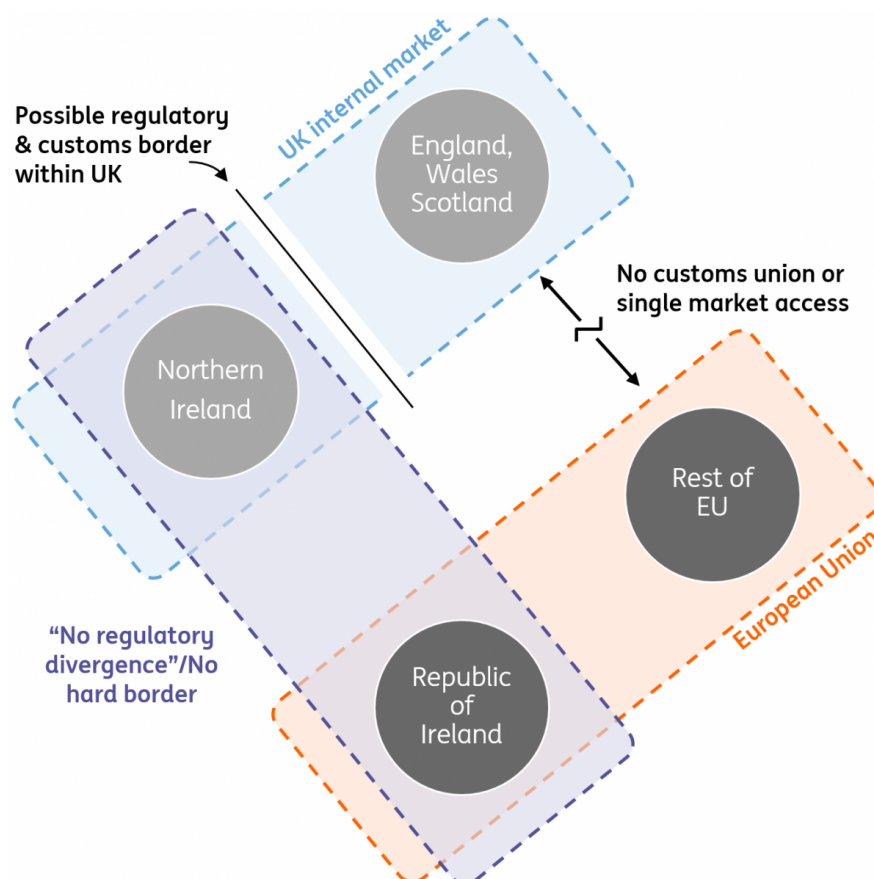 UK internal market
Possible regulatory
& customs border
within UK
England,
Wales
Scotland
No customs union or
single market access
Northern
Ireland
Rest of
EU
European Union
“No regulatory
divergence”/No
hard border
Republic
of
Ireland